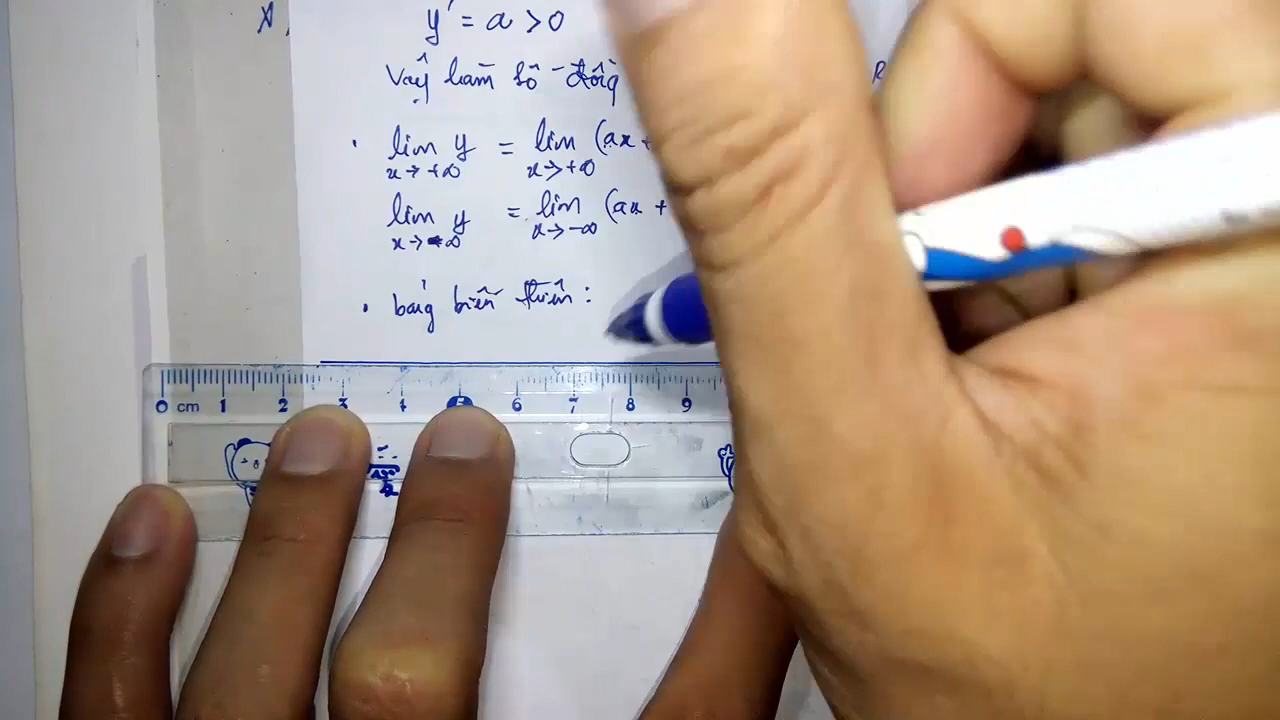 y' = a > 0
Vậy hàm số đồng
• lim y = lim (ax +
x→+∞ x→+∞
lim y = lim (ax +
x→-∞ x→-∞
• bảng biến thiên:
0 cm 1 2 3 4 5 6 7 8 9